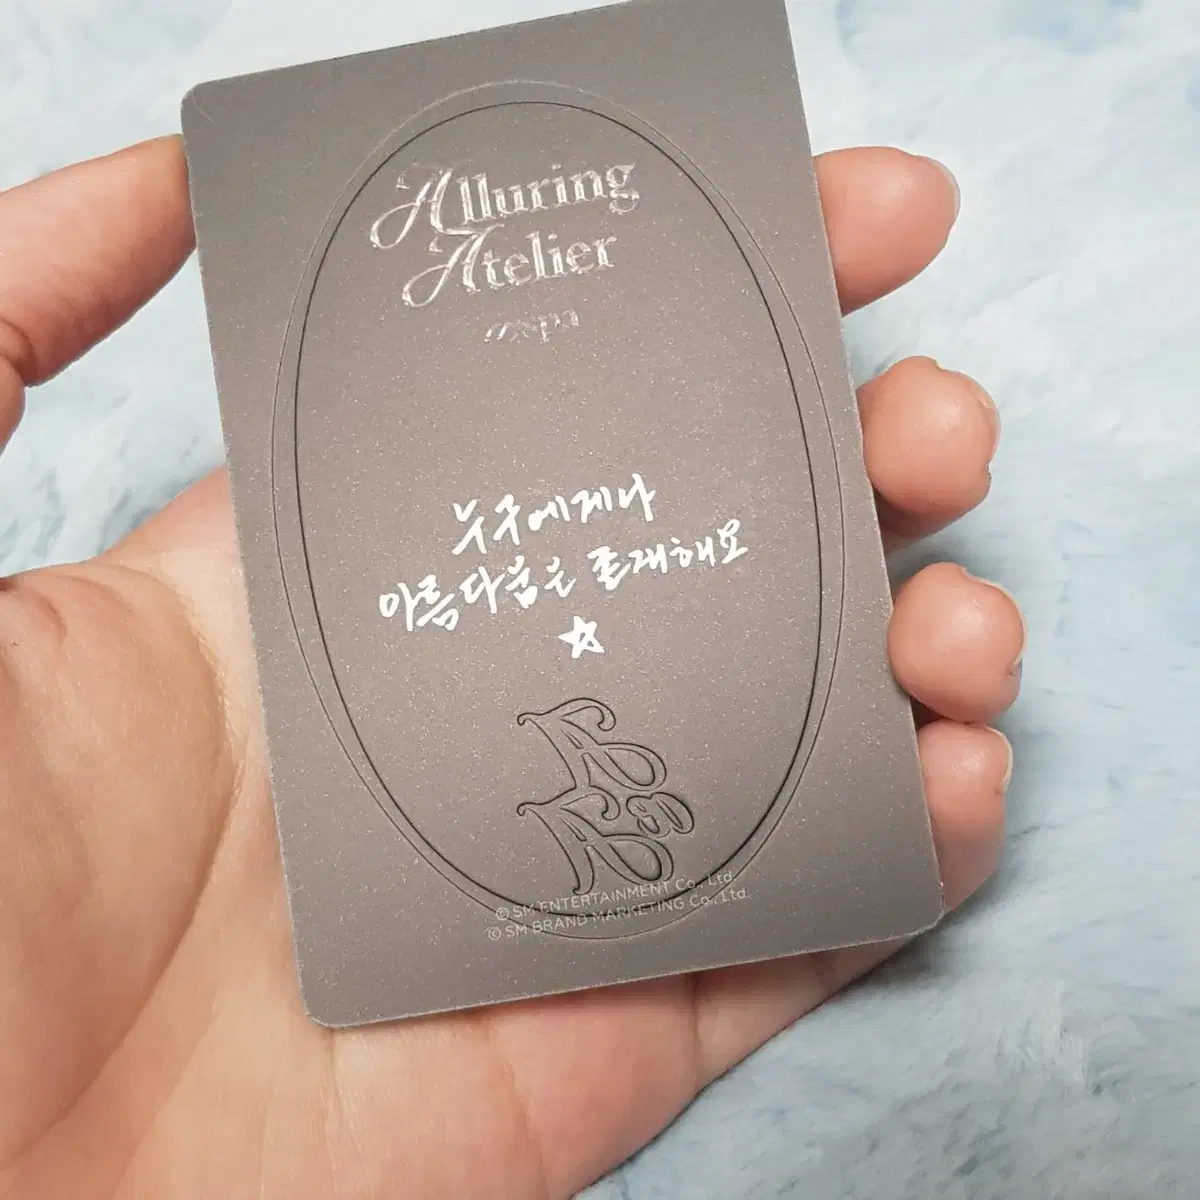 Alluring
Atelier
누구에게나
아름다움은 존재해요
© SM ENTERTAINMENT Co., Ltd.
© SM BRAND MARKETING Co., Ltd.